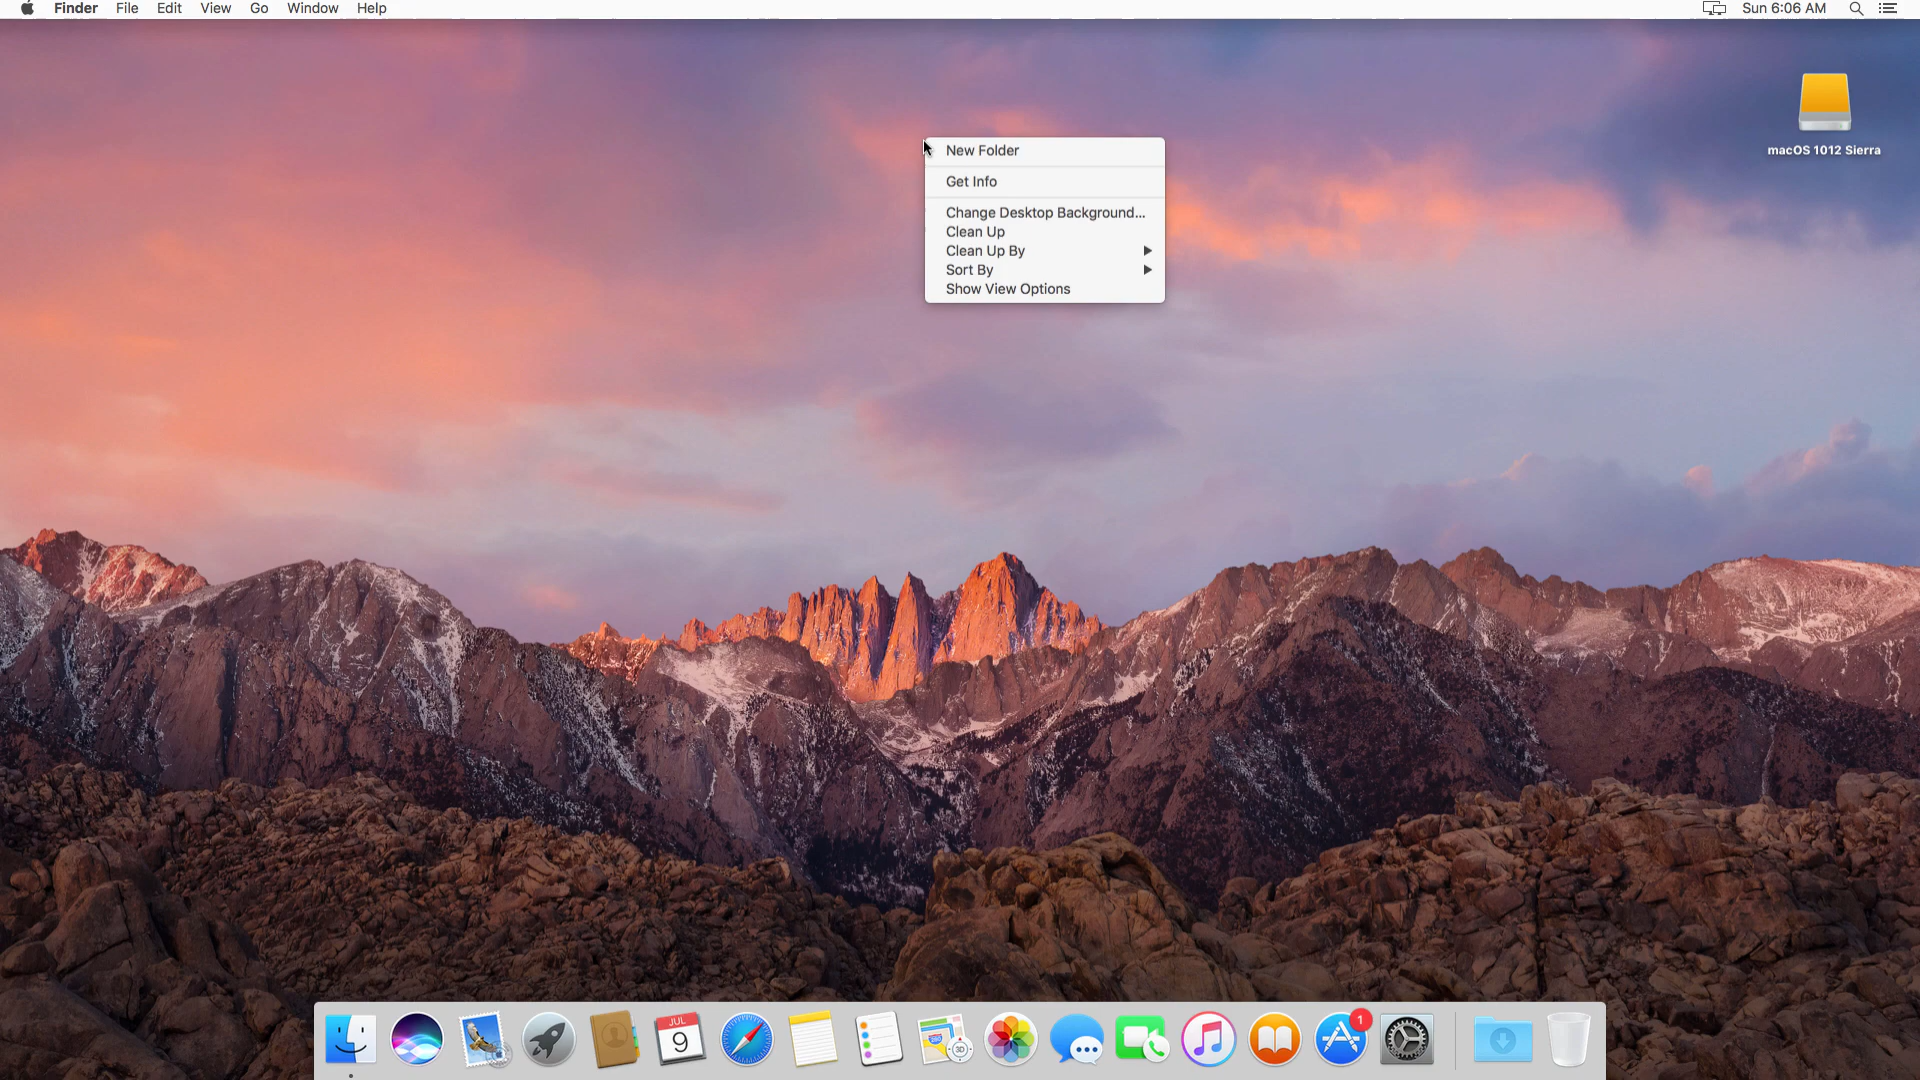 Finder File Edit View Go Window Help Sun 6:06 AM
macOS 1012 Sierra
New Folder
Get Info
Change Desktop Background...
Clean Up
Clean Up By
Sort By
Show View Options
JUL
9
3D
1